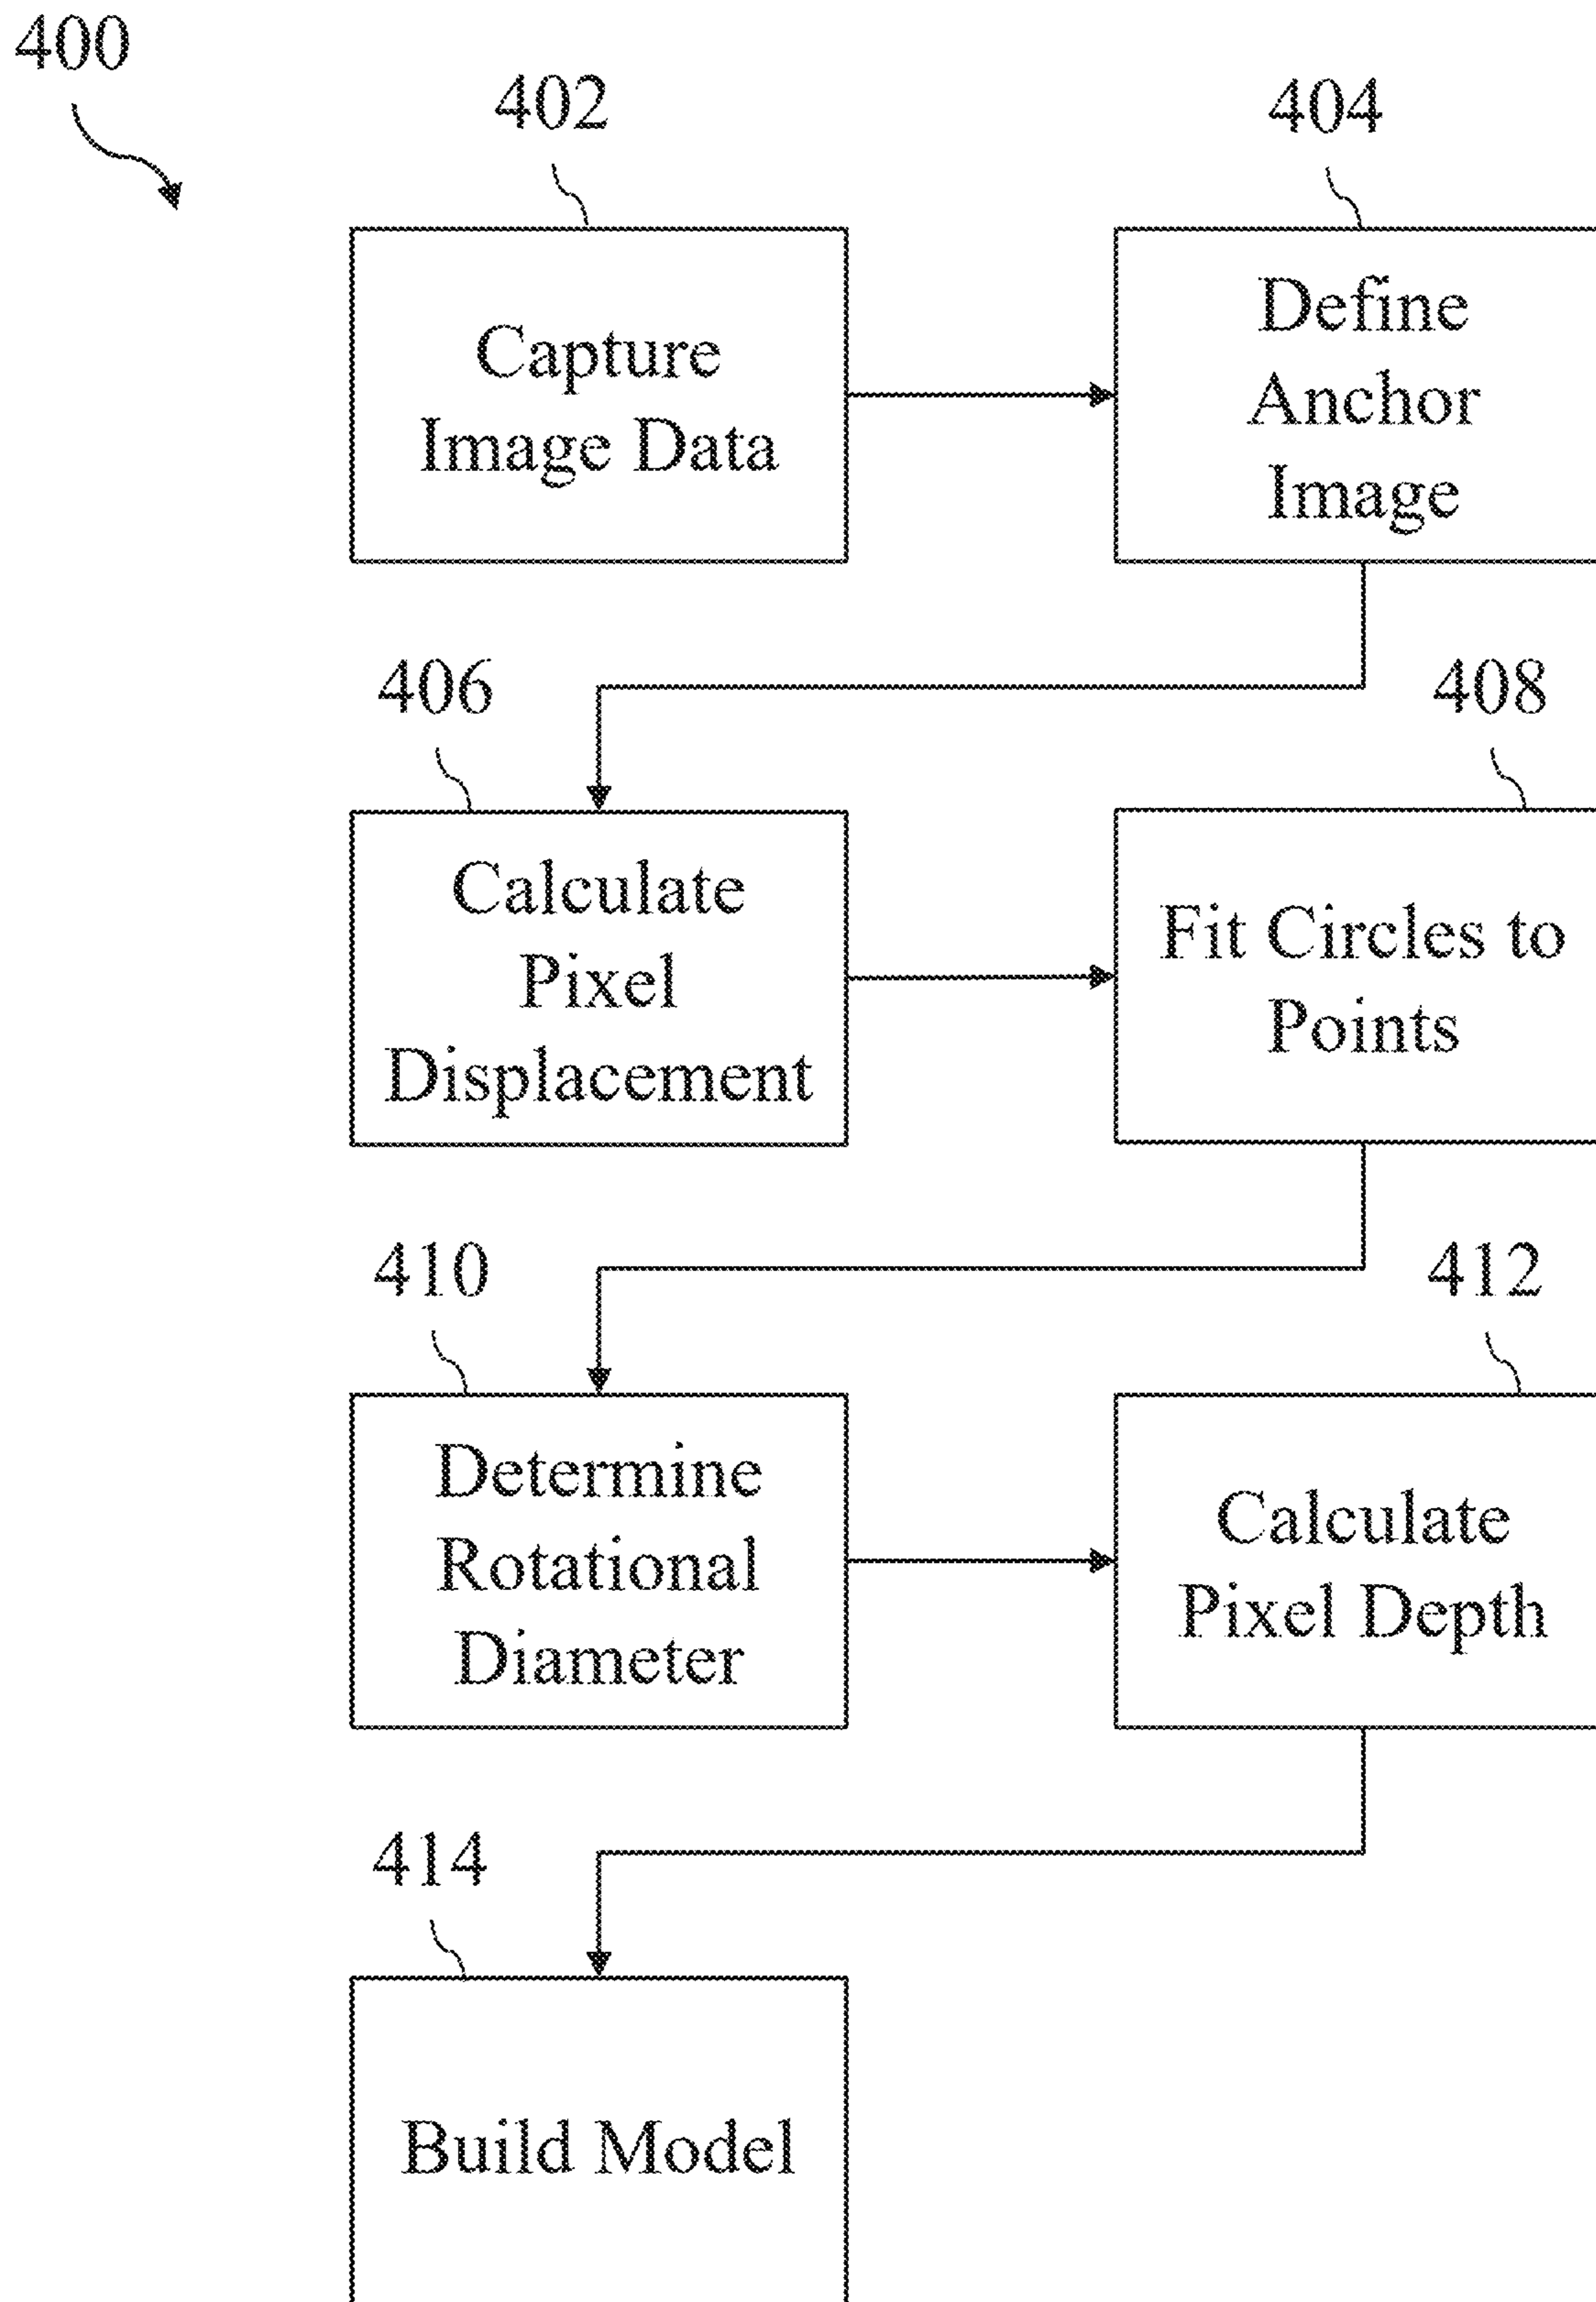 400
402
404
Capture
Image Data
Define
Anchor
Image
406
408
Calculate
Pixel
Displacement
Fit Circles to
Points
410
412
Determine
Rotational
Diameter
Calculate
Pixel Depth
414
Build Model